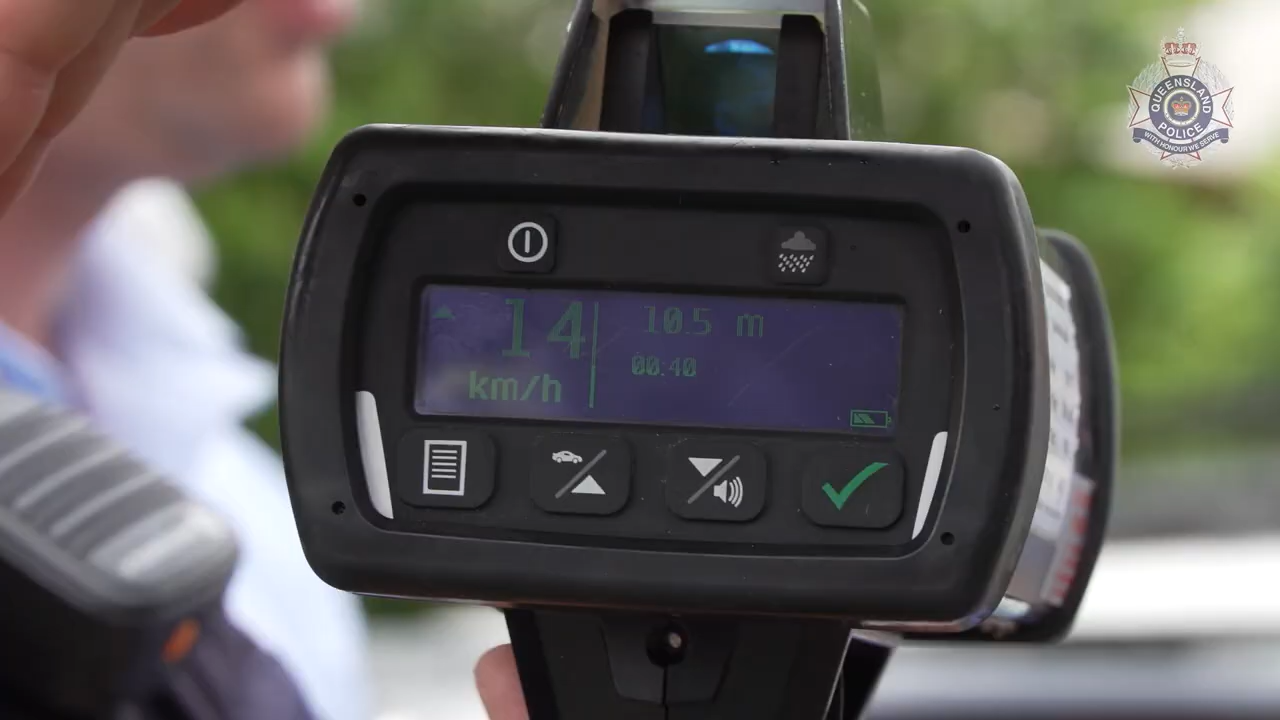 QUEENSLAND
POLICE
WITH HONOUR WE SERVE
14
km/h
10.5 m
00:40